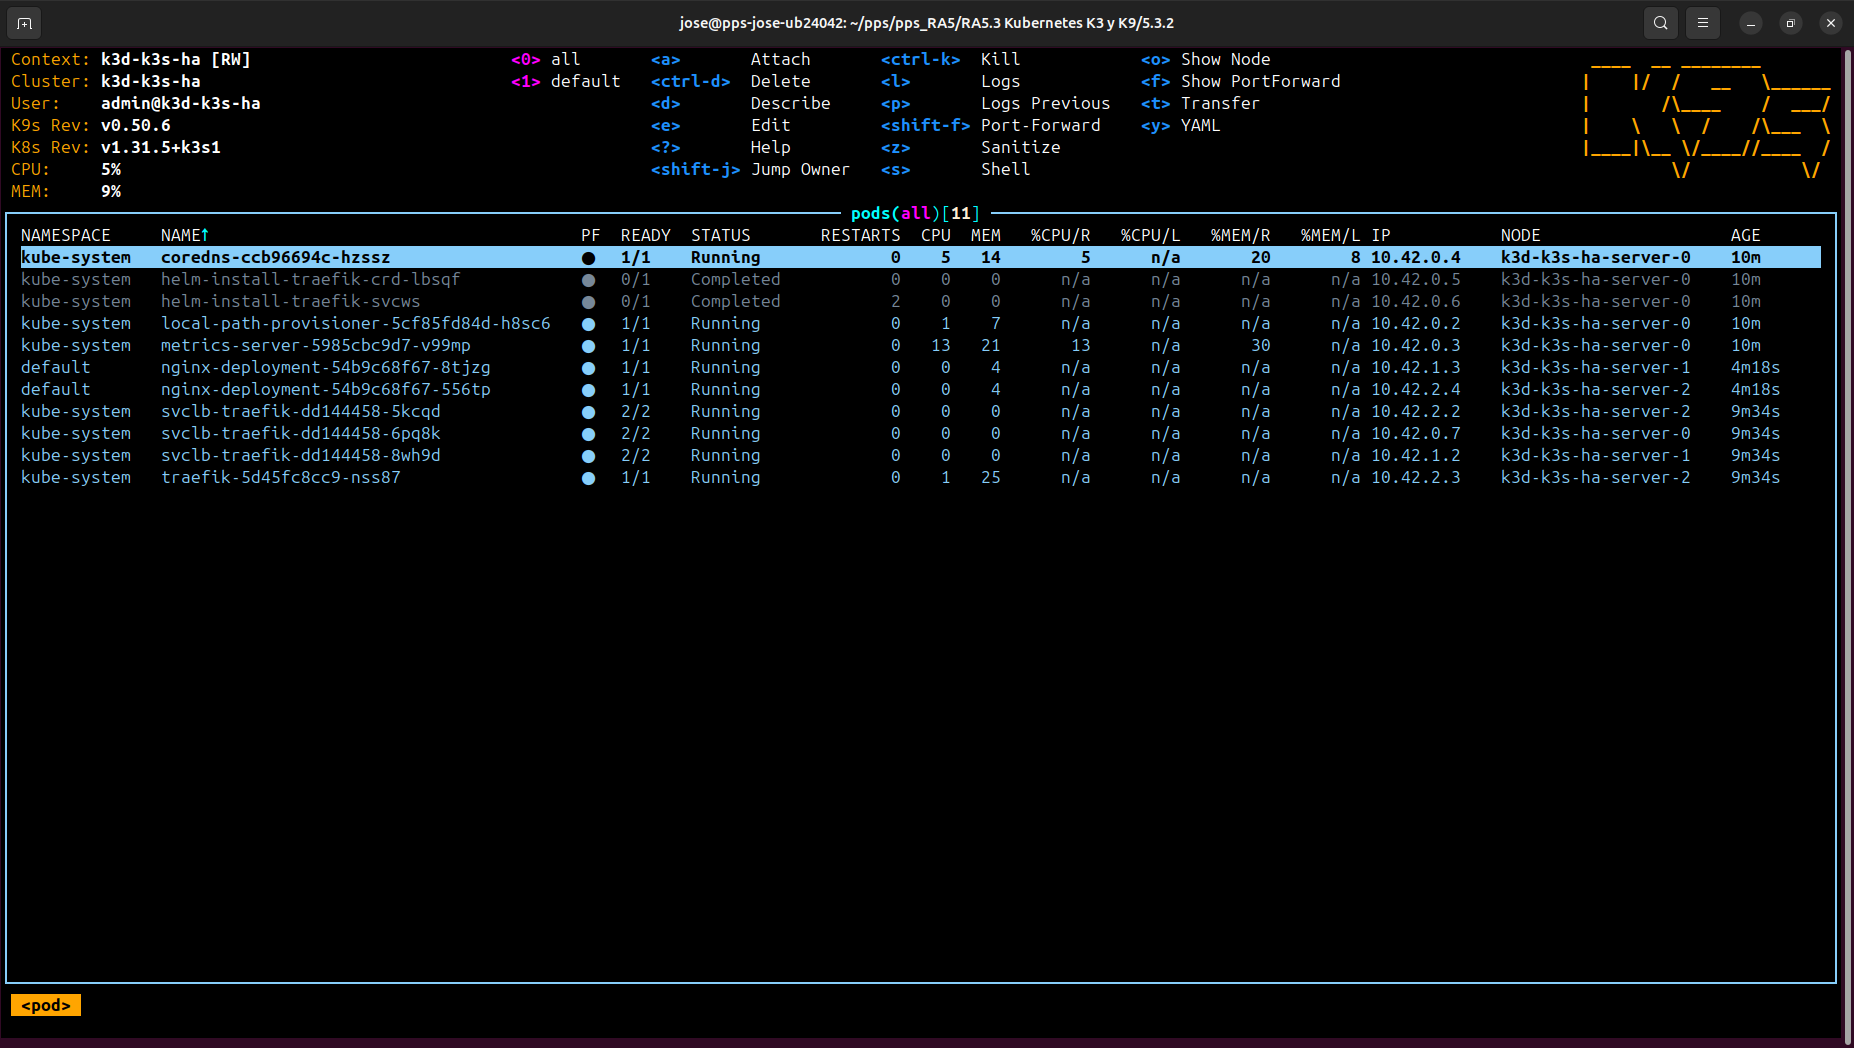 jose@pps-jose-ub24042: ~/pps/pps_RA5/RA5.3 Kubernetes K3 y K9/5.3.2
Context: k3d-k3s-ha [RW] <0> all <a> Attach <ctrl-k> Kill <o> Show Node
Cluster: k3d-k3s-ha <1> default <ctrl-d> Delete <l> Logs <f> Show PortForward
User: admin@k3d-k3s-ha <d> Describe <p> Logs Previous <t> Transfer
K9s Rev: v0.50.6 <e> Edit <shift-f> Port-Forward <y> YAML
K8s Rev: v1.31.5+k3s1 <?> Help <z> Sanitize
CPU: 5% <shift-j> Jump Owner <s> Shell
MEM: 9%
pods(all)[11]
NAMESPACE NAME↑ PF READY STATUS RESTARTS CPU MEM %CPU/R %CPU/L %MEM/R %MEM/L IP NODE AGE
kube-system coredns-ccb96694c-hzssz ● 1/1 Running 0 5 14 5 n/a 20 8 10.42.0.4 k3d-k3s-ha-server-0 10m
kube-system helm-install-traefik-crd-lbsqf ● 0/1 Completed 0 0 0 n/a n/a n/a n/a 10.42.0.5 k3d-k3s-ha-server-0 10m
kube-system helm-install-traefik-svcws ● 0/1 Completed 2 0 0 n/a n/a n/a n/a 10.42.0.6 k3d-k3s-ha-server-0 10m
kube-system local-path-provisioner-5cf85fd84d-h8sc6 ● 1/1 Running 0 1 7 n/a n/a n/a n/a 10.42.0.2 k3d-k3s-ha-server-0 10m
kube-system metrics-server-5985cbc9d7-v99mp ● 1/1 Running 0 13 21 13 n/a 30 n/a 10.42.0.3 k3d-k3s-ha-server-0 10m
default nginx-deployment-54b9c68f67-8tjzg ● 1/1 Running 0 0 4 n/a n/a n/a n/a 10.42.1.3 k3d-k3s-ha-server-1 4m18s
default nginx-deployment-54b9c68f67-556tp ● 1/1 Running 0 0 4 n/a n/a n/a n/a 10.42.2.4 k3d-k3s-ha-server-2 4m18s
kube-system svclb-traefik-dd144458-5kcqd ● 2/2 Running 0 0 0 n/a n/a n/a n/a 10.42.2.2 k3d-k3s-ha-server-2 9m34s
kube-system svclb-traefik-dd144458-6pq8k ● 2/2 Running 0 0 0 n/a n/a n/a n/a 10.42.0.7 k3d-k3s-ha-server-0 9m34s
kube-system svclb-traefik-dd144458-8wh9d ● 2/2 Running 0 0 0 n/a n/a n/a n/a 10.42.1.2 k3d-k3s-ha-server-1 9m34s
kube-system traefik-5d45fc8cc9-nss87 ● 1/1 Running 0 1 25 n/a n/a n/a n/a 10.42.2.3 k3d-k3s-ha-server-2 9m34s
<pod>